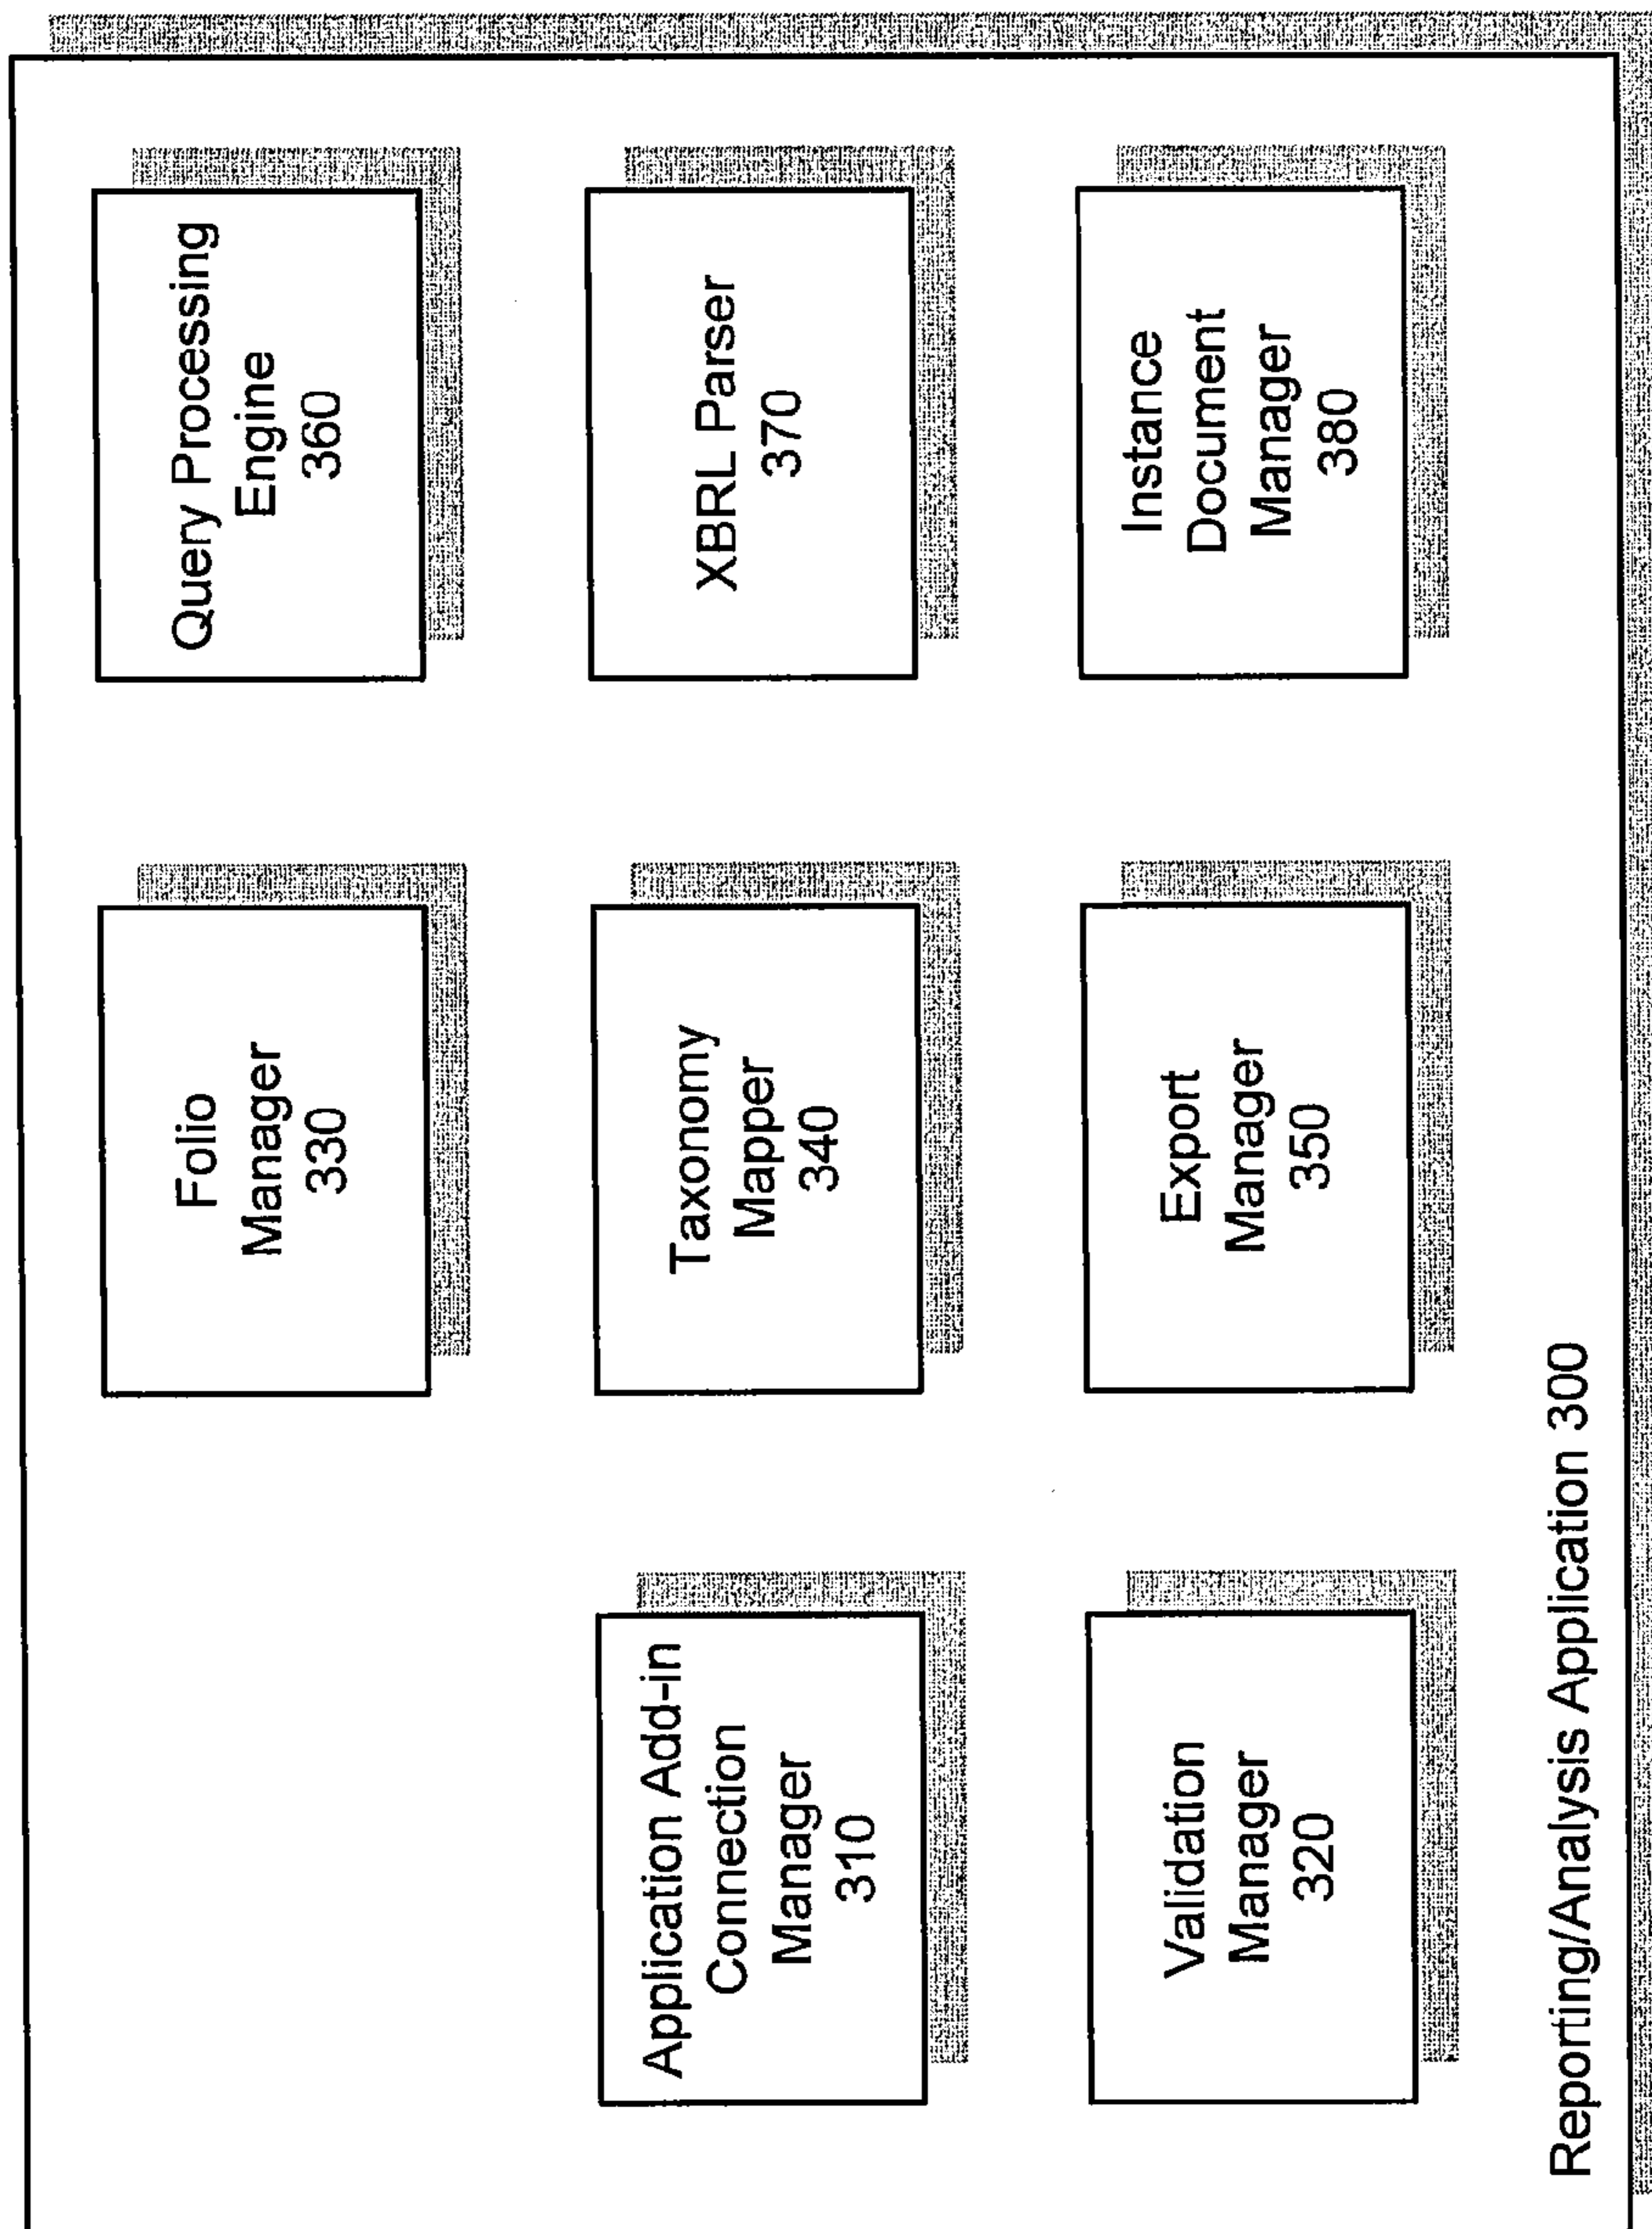 Application Add-in
Connection
Manager
310
Validation
Manager
320
Folio
Manager
330
Taxonomy
Mapper
340
Export
Manager
350
Query Processing
Engine
360
XBRL Parser
370
Instance
Document
Manager
380
Reporting/Analysis Application 300